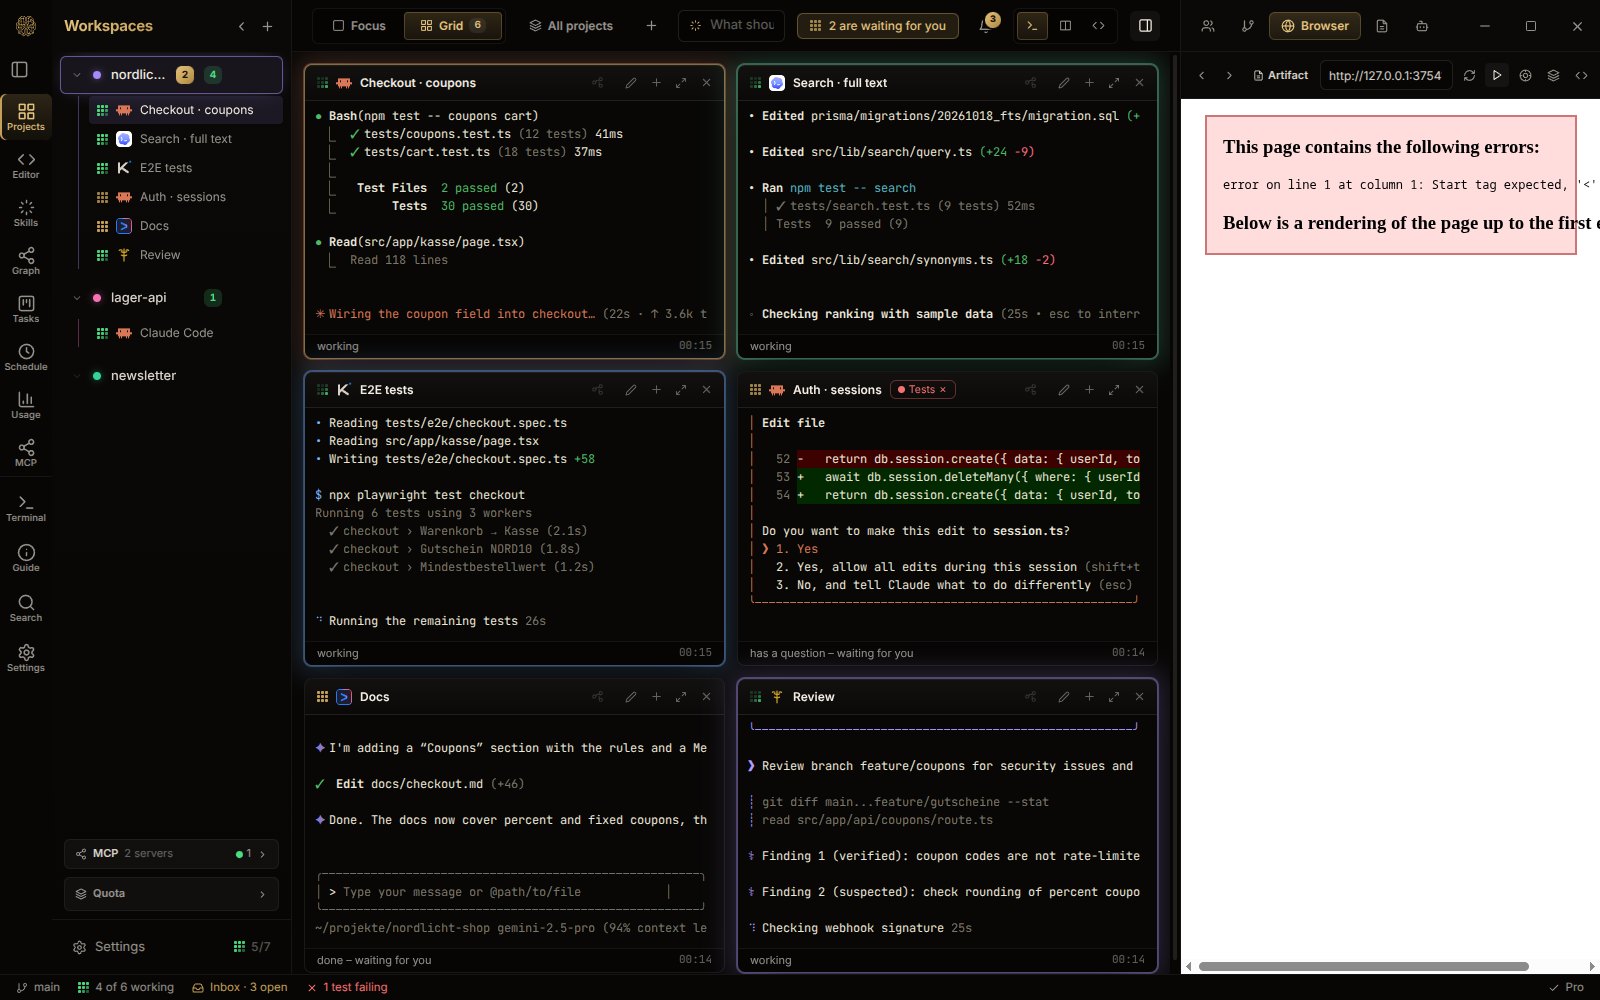 Workspaces
Focus
Grid 6
All projects
What shou
2 are waiting for you
3
Browser
Projects
Editor
Skills
Graph
Tasks
Schedule
Usage
MCP
Terminal
Guide
Search
Settings
nordlic... 2 4
Checkout · coupons
Search · full text
E2E tests
Auth · sessions
Docs
Review
lager-api 1
Claude Code
newsletter
MCP 2 servers 1
Quota
Settings 5/7
Checkout · coupons
● Bash(npm test -- coupons cart)
✓ tests/coupons.test.ts (12 tests) 41ms
✓ tests/cart.test.ts (18 tests) 37ms
Test Files 2 passed (2)
Tests 30 passed (30)
● Read(src/app/kasse/page.tsx)
Read 118 lines
✳ Wiring the coupon field into checkout… (22s · ↑ 3.6k t
working 00:15
Search · full text
• Edited prisma/migrations/20261018_fts/migration.sql (+
• Edited src/lib/search/query.ts (+24 -9)
• Ran npm test -- search
│ ✓ tests/search.test.ts (9 tests) 52ms
│ Tests 9 passed (9)
• Edited src/lib/search/synonyms.ts (+18 -2)
◦ Checking ranking with sample data (25s • esc to interr
working 00:15
E2E tests
• Reading tests/e2e/checkout.spec.ts
• Reading src/app/kasse/page.tsx
• Writing tests/e2e/checkout.spec.ts +58
$ npx playwright test checkout
Running 6 tests using 3 workers
✓ checkout › Warenkorb → Kasse (2.1s)
✓ checkout › Gutschein NORD10 (1.8s)
✓ checkout › Mindestbestellwert (1.2s)
Running the remaining tests 26s
working 00:15
Auth · sessions Tests ×
Edit file
52 - return db.session.create({ data: { userId, to
53 + await db.session.deleteMany({ where: { userId
54 + return db.session.create({ data: { userId, to
Do you want to make this edit to session.ts?
❯ 1. Yes
2. Yes, allow all edits during this session (shift+t
3. No, and tell Claude what to do differently (esc)
has a question – waiting for you 00:14
Docs
✦ I'm adding a “Coupons” section with the rules and a Me
✓ Edit docs/checkout.md (+46)
✦ Done. The docs now cover percent and fixed coupons, th
> Type your message or @path/to/file
~/projekte/nordlicht-shop gemini-2.5-pro (94% context le
done – waiting for you 00:14
Review
❯ Review branch feature/coupons for security issues and
git diff main...feature/gutscheine --stat
read src/app/api/coupons/route.ts
Finding 1 (verified): coupon codes are not rate-limite
Finding 2 (suspected): check rounding of percent coupo
Checking webhook signature 25s
working 00:14
Artifact
http://127.0.0.1:3754
This page contains the following errors:
error on line 1 at column 1: Start tag expected, '<'
Below is a rendering of the page up to the first e
main
4 of 6 working
Inbox · 3 open
1 test failing
Pro